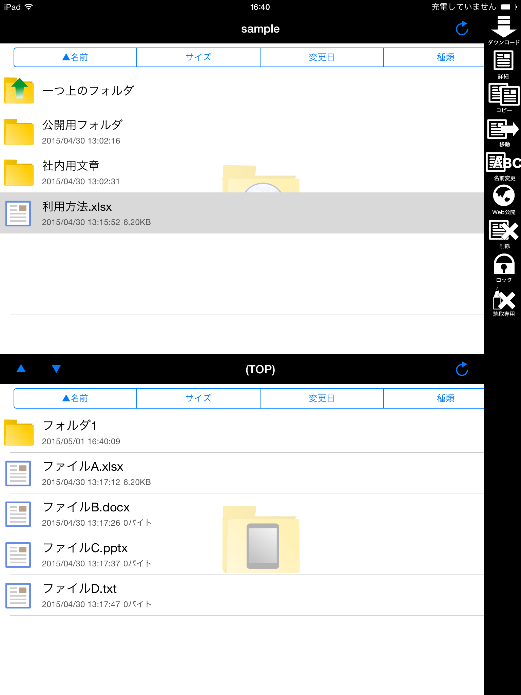 iPad 16:40 充電していません
sample
▲名前 サイズ 変更日 種類
一つ上のフォルダ
公開用フォルダ
2015/04/30 13:02:16
社内用文章
2015/04/30 13:02:31
利用方法.xlsx
2015/04/30 13:15:52 6.20KB
ダウンロード
詳細
コピー
移動
ABC
名前変更
Web公開
削除
ロック
読取専用
(TOP)
▲名前 サイズ 変更日 種類
フォルダ1
2015/05/01 16:40:09
ファイルA.xlsx
2015/04/30 13:17:12 6.20KB
ファイルB.docx
2015/04/30 13:17:26 0バイト
ファイルC.pptx
2015/04/30 13:17:37 0バイト
ファイルD.txt
2015/04/30 13:17:47 0バイト